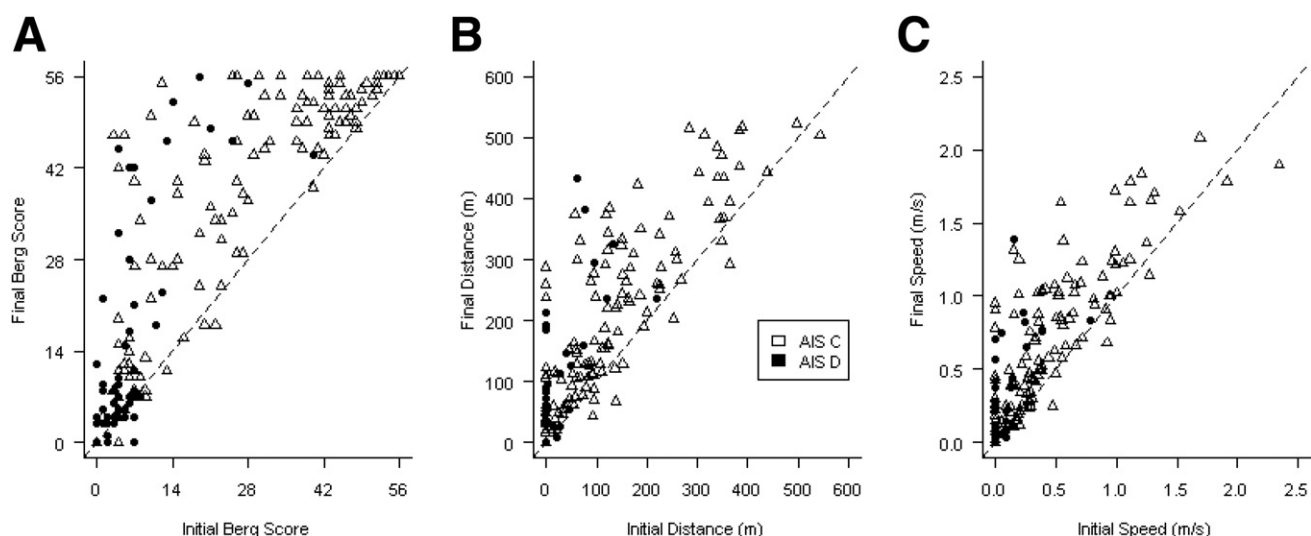 A
B
C
56
42
28
14
0
Final Berg Score
0 14 28 42 56
Initial Berg Score
600
500
400
300
200
100
0
Final Distance (m)
AIS C
AIS D
0 100 200 300 400 500 600
Initial Distance (m)
2.5
2.0
1.5
1.0
0.5
0.0
Final Speed (m/s)
0.0 0.5 1.0 1.5 2.0 2.5
Initial Speed (m/s)